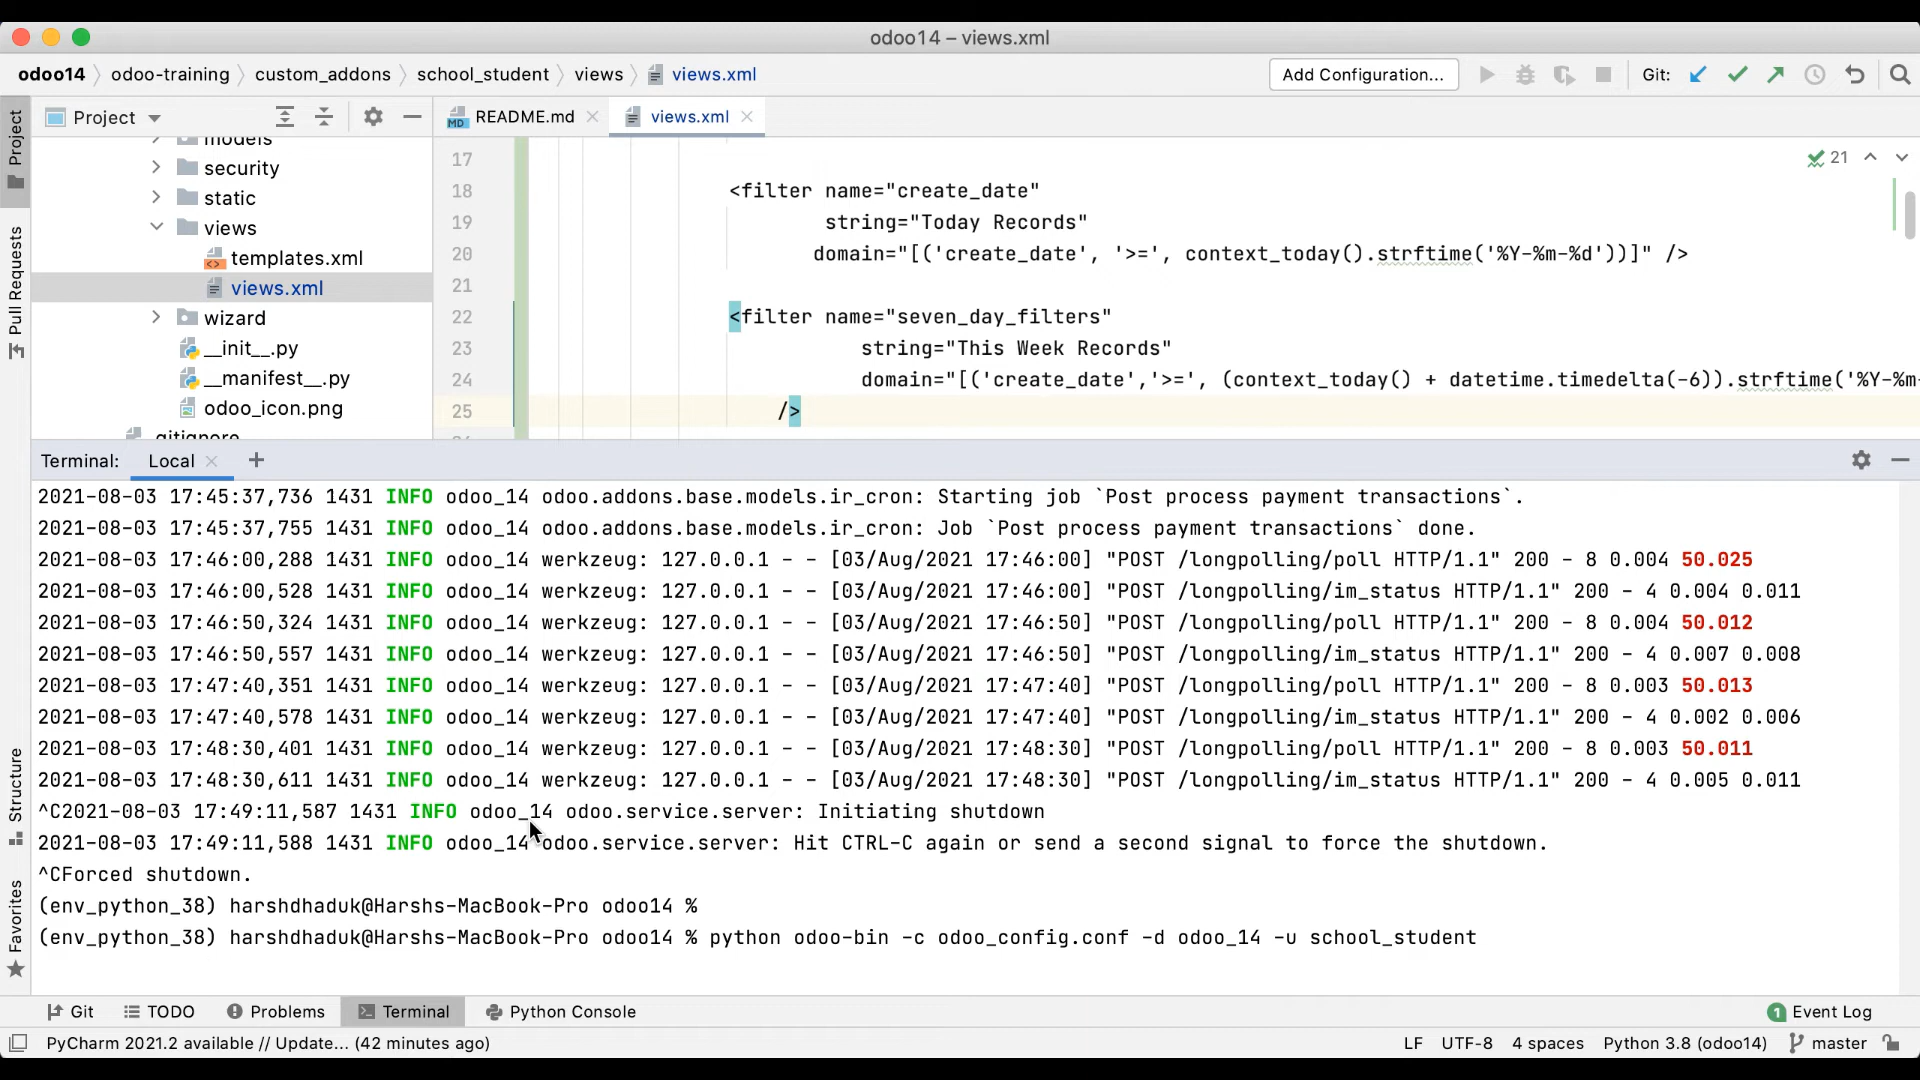 odoo14 – views.xml
odoo14 odoo-training custom_addons school_student views views.xml Add Configuration... Git:
Project README.md views.xml
models
security
static
views
templates.xml
views.xml
wizard
__init__.py
__manifest__.py
odoo_icon.png
.gitignore
17
18 <filter name="create_date"
19 string="Today Records"
20 domain="[('create_date', '>=', context_today().strftime('%Y-%m-%d'))]" />
21
22 <filter name="seven_day_filters"
23 string="This Week Records"
24 domain="[('create_date','>=', (context_today() + datetime.timedelta(-6)).strftime('%Y-%m-
25 />
21
Project
Pull Requests
Structure
Favorites
Terminal: Local
2021-08-03 17:45:37,736 1431 INFO odoo_14 odoo.addons.base.models.ir_cron: Starting job `Post process payment transactions`.
2021-08-03 17:45:37,755 1431 INFO odoo_14 odoo.addons.base.models.ir_cron: Job `Post process payment transactions` done.
2021-08-03 17:46:00,288 1431 INFO odoo_14 werkzeug: 127.0.0.1 - - [03/Aug/2021 17:46:00] "POST /longpolling/poll HTTP/1.1" 200 - 8 0.004 50.025
2021-08-03 17:46:00,528 1431 INFO odoo_14 werkzeug: 127.0.0.1 - - [03/Aug/2021 17:46:00] "POST /longpolling/im_status HTTP/1.1" 200 - 4 0.004 0.011
2021-08-03 17:46:50,324 1431 INFO odoo_14 werkzeug: 127.0.0.1 - - [03/Aug/2021 17:46:50] "POST /longpolling/poll HTTP/1.1" 200 - 8 0.004 50.012
2021-08-03 17:46:50,557 1431 INFO odoo_14 werkzeug: 127.0.0.1 - - [03/Aug/2021 17:46:50] "POST /longpolling/im_status HTTP/1.1" 200 - 4 0.007 0.008
2021-08-03 17:47:40,351 1431 INFO odoo_14 werkzeug: 127.0.0.1 - - [03/Aug/2021 17:47:40] "POST /longpolling/poll HTTP/1.1" 200 - 8 0.003 50.013
2021-08-03 17:47:40,578 1431 INFO odoo_14 werkzeug: 127.0.0.1 - - [03/Aug/2021 17:47:40] "POST /longpolling/im_status HTTP/1.1" 200 - 4 0.002 0.006
2021-08-03 17:48:30,401 1431 INFO odoo_14 werkzeug: 127.0.0.1 - - [03/Aug/2021 17:48:30] "POST /longpolling/poll HTTP/1.1" 200 - 8 0.003 50.011
2021-08-03 17:48:30,611 1431 INFO odoo_14 werkzeug: 127.0.0.1 - - [03/Aug/2021 17:48:30] "POST /longpolling/im_status HTTP/1.1" 200 - 4 0.005 0.011
^C2021-08-03 17:49:11,587 1431 INFO odoo_14 odoo.service.server: Initiating shutdown
2021-08-03 17:49:11,588 1431 INFO odoo_14 odoo.service.server: Hit CTRL-C again or send a second signal to force the shutdown.
^CForced shutdown.
(env_python_38) harshdhaduk@Harshs-MacBook-Pro odoo14 %
(env_python_38) harshdhaduk@Harshs-MacBook-Pro odoo14 % python odoo-bin -c odoo_config.conf -d odoo_14 -u school_student
Git TODO Problems Terminal Python Console 1 Event Log
PyCharm 2021.2 available // Update... (42 minutes ago) LF UTF-8 4 spaces Python 3.8 (odoo14) master